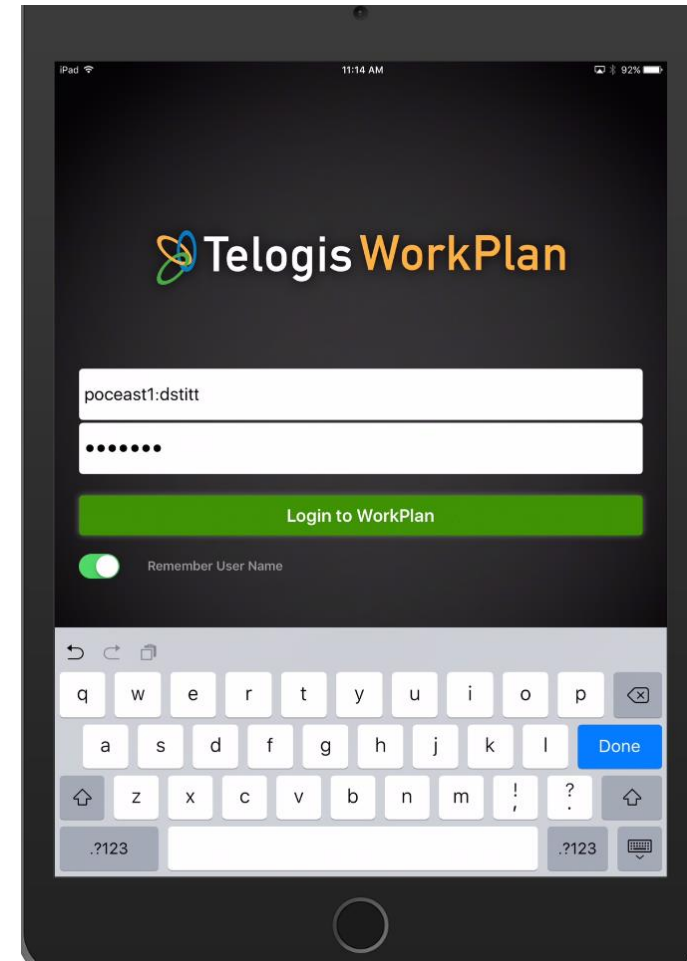 iPad 11:14 AM 92%
Telogis WorkPlan
poceast1:dstitt
•••••••
Login to WorkPlan
Remember User Name
q w e r t y u i o p
a s d f g h j k l Done
z x c v b n m ! , ? .
.?123 .?123